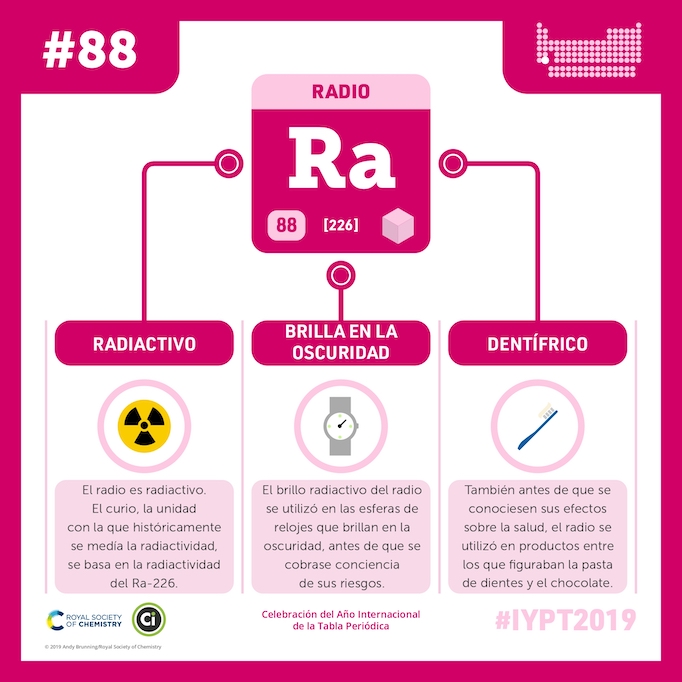 #88
RADIO
Ra
88 [226]
RADIACTIVO
BRILLA EN LA
OSCURIDAD
DENTÍFRICO
El radio es radiactivo.
El curio, la unidad
con la que históricamente
se medía la radiactividad,
se basa en la radiactividad
del Ra-226.
El brillo radiactivo del radio
se utilizó en las esferas de
relojes que brillan en la
oscuridad, antes de que se
cobrase conciencia
de sus riesgos.
También antes de que se
conociesen sus efectos
sobre la salud, el radio se
utilizó en productos entre
los que figuraban la pasta
de dientes y el chocolate.
ROYAL SOCIETY
OF CHEMISTRY
Ci
Celebración del Año Internacional
de la Tabla Periódica
#IYPT2019
© 2019 Andy Brunning/Royal Society of Chemistry